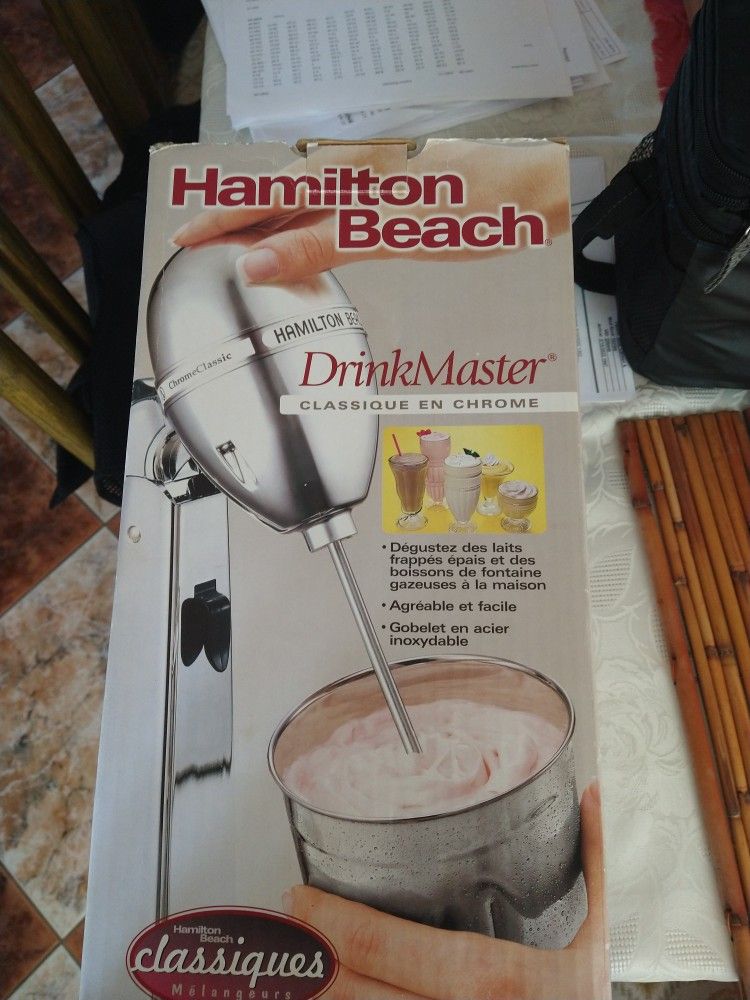 Hamilton
Beach®
HAMILTON BEA
ChromeClassic
DrinkMaster®
CLASSIQUE EN CHROME
• Dégustez des laits
frappés épais et des
boissons de fontaine
gazeuses à la maison
• Agréable et facile
• Gobelet en acier
inoxydable
Hamilton
Beach
classiques
Mélangeurs